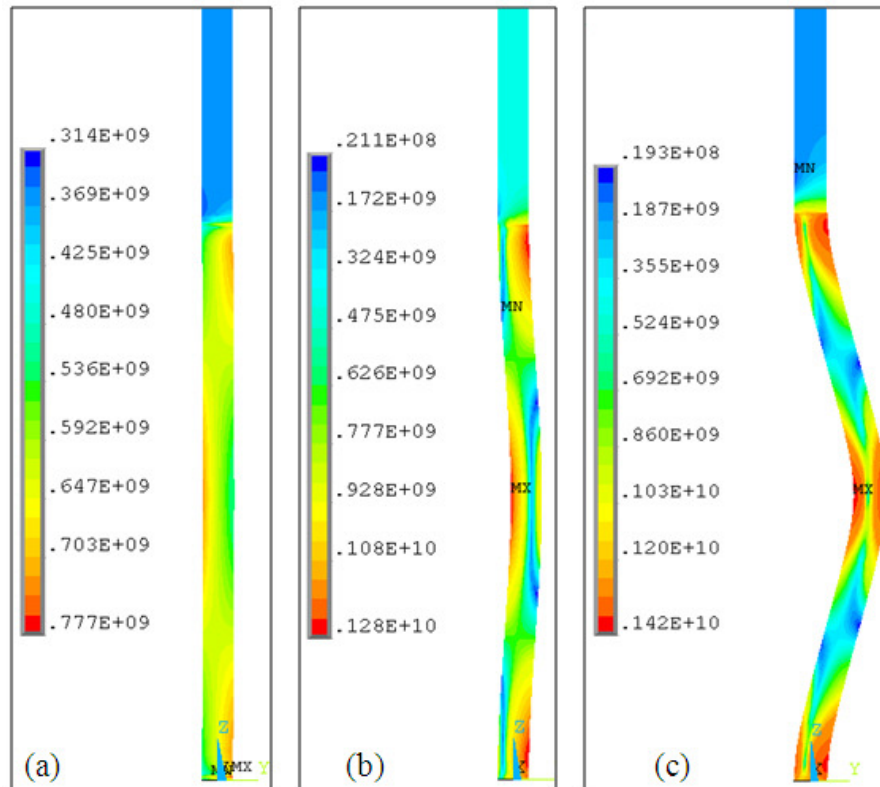 .314E+09
.369E+09
.425E+09
.480E+09
.536E+09
.592E+09
.647E+09
.703E+09
.777E+09
MX
Z
Y
(a)
.211E+08
.172E+09
.324E+09
.475E+09
.626E+09
.777E+09
.928E+09
.108E+10
.128E+10
MN
MX
Z
X
(b)
.193E+08
.187E+09
.355E+09
.524E+09
.692E+09
.860E+09
.103E+10
.120E+10
.142E+10
MN
MX
Z
X
Y
(c)